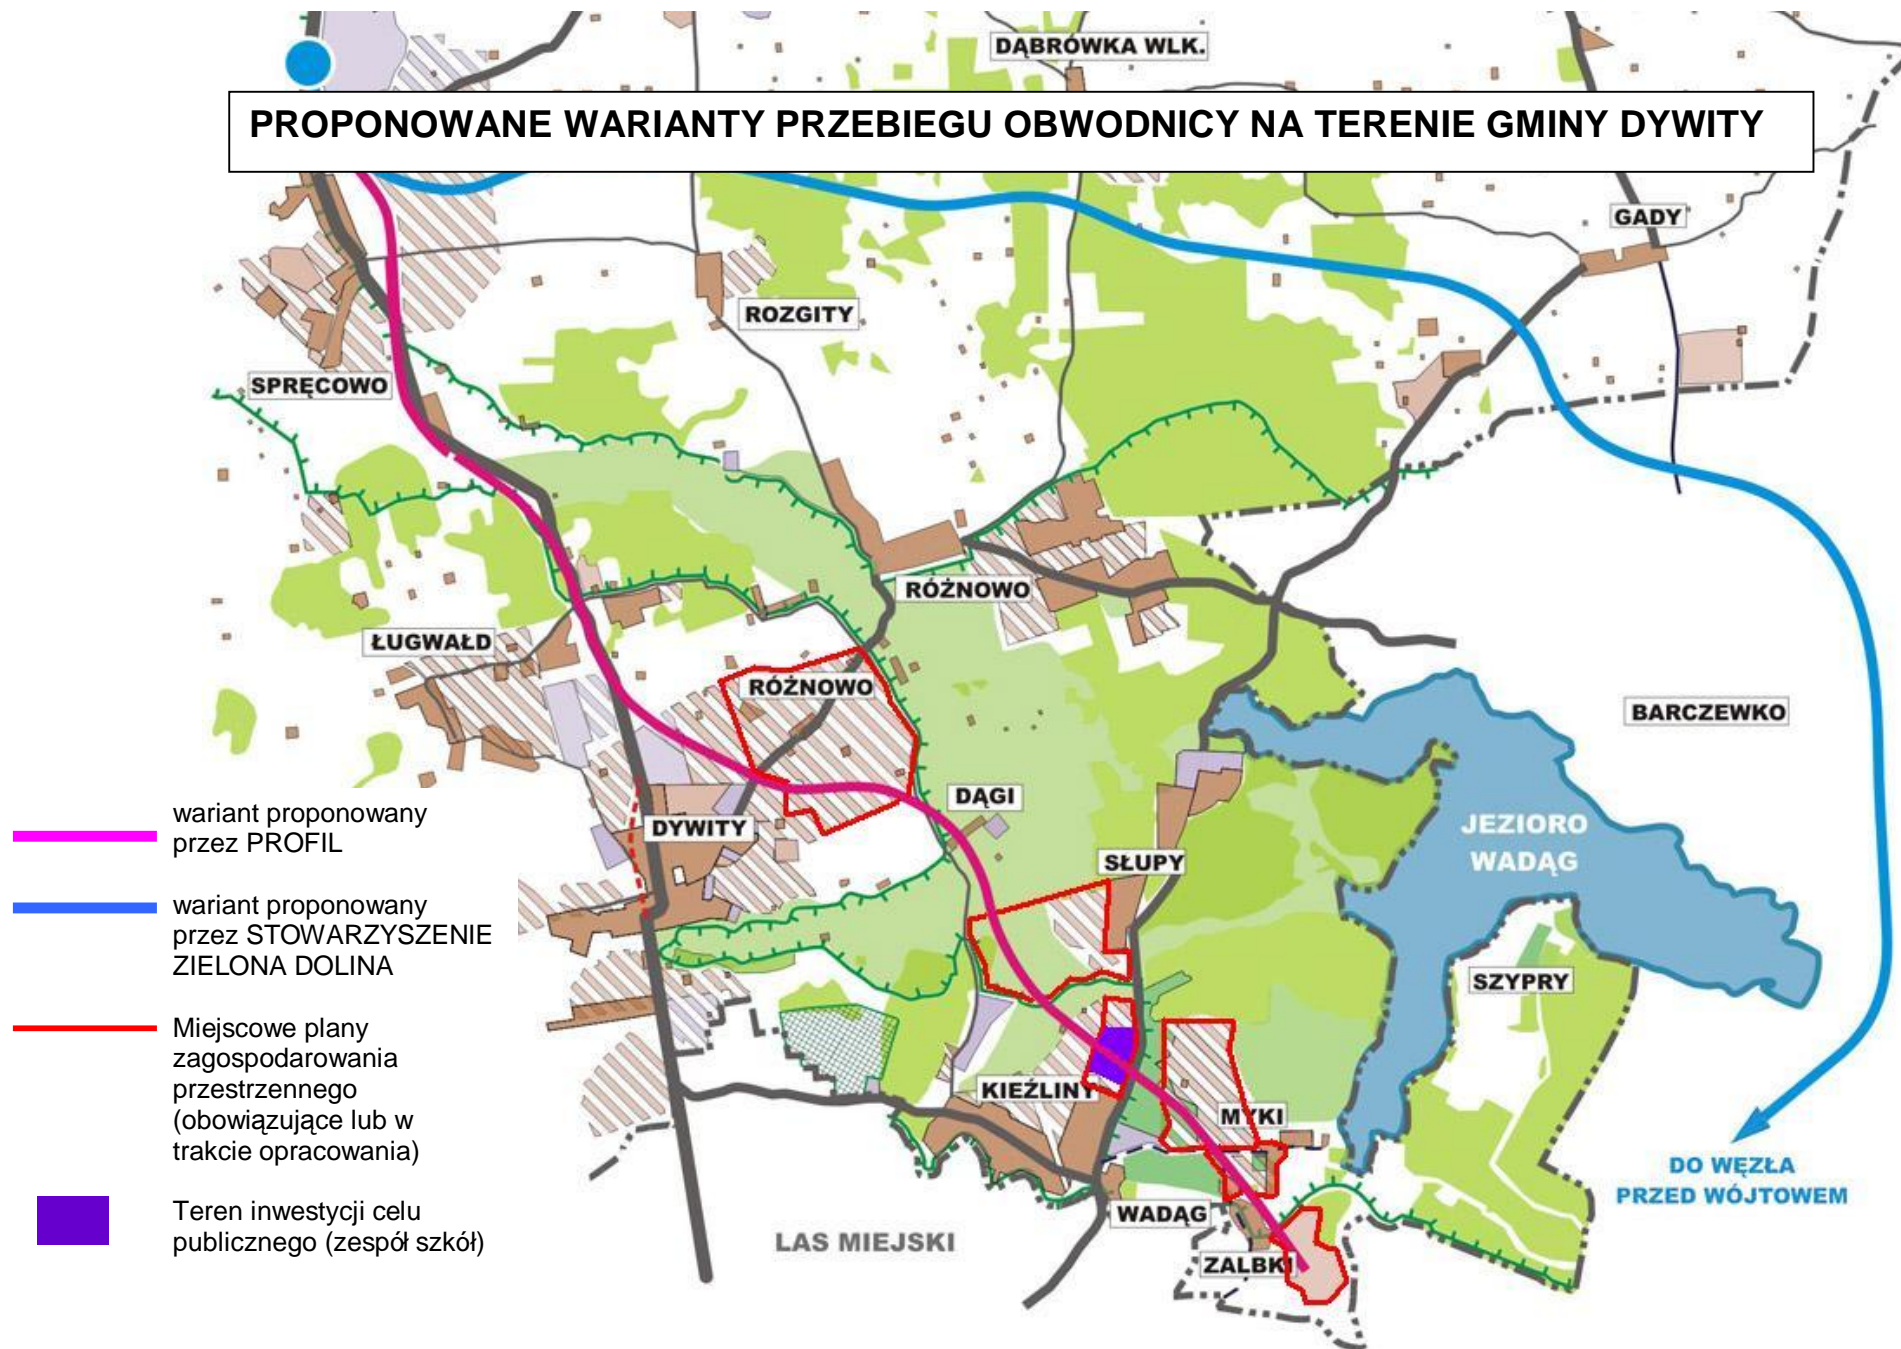 DĄBRÓWKA WLK.
PROPONOWANE WARIANTY PRZEBIEGU OBWODNICY NA TERENIE GMINY DYWITY
GADY
ROZGITY
SPRĘCOWO
RÓŻNOWO
ŁUGWAŁD
RÓŻNOWO
BARCZEWKO
DĄGI
DYWITY
SŁUPY
JEZIORO
WADĄG
SZYPRY
KIEŹLINY
MYKI
WADĄG
ZALBKI
LAS MIEJSKI
DO WĘZŁA
PRZED WÓJTOWEM
wariant proponowany
przez PROFIL
wariant proponowany
przez STOWARZYSZENIE
ZIELONA DOLINA
Miejscowe plany
zagospodarowania
przestrzennego
(obowiązujące lub w
trakcie opracowania)
Teren inwestycji celu
publicznego (zespół szkół)